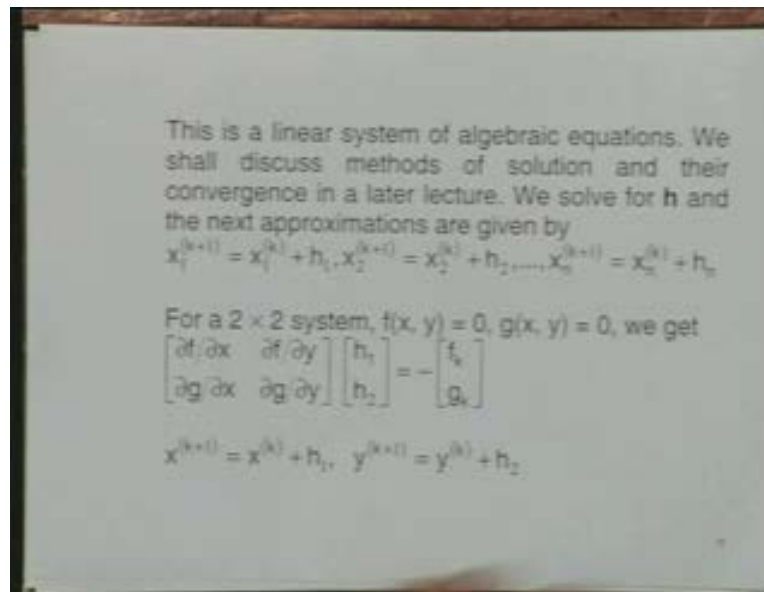 This is a linear system of algebraic equations. We
shall discuss methods of solution and their
convergence in a later lecture. We solve for h and
the next approximations are given by
x₁⁽ᵏ⁺¹⁾ = x₁⁽ᵏ⁾ + h₁, x₂⁽ᵏ⁺¹⁾ = x₂⁽ᵏ⁾ + h₂, ..., xₙ⁽ᵏ⁺¹⁾ = xₙ⁽ᵏ⁾ + hₙ
For a 2 × 2 system, f(x, y) = 0, g(x, y) = 0, we get
[∂f/∂x ∂f/∂y] [h₁] = - [fₖ]
[∂g/∂x ∂g/∂y] [h₂] [gₖ]
x⁽ᵏ⁺¹⁾ = x⁽ᵏ⁾ + h₁, y⁽ᵏ⁺¹⁾ = y⁽ᵏ⁾ + h₂